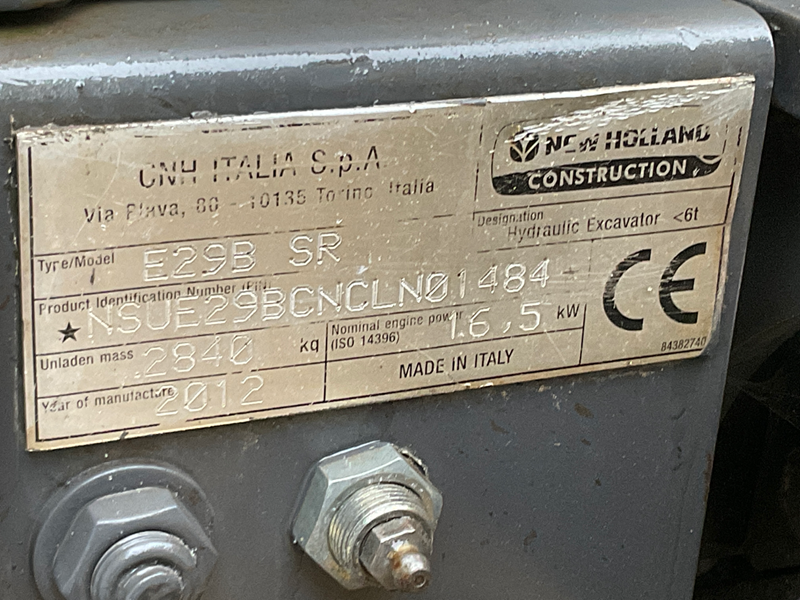 CNH ITALIA S.p.A.
Via Plava, 80 - 10135 Torino Italia
NEW HOLLAND
CONSTRUCTION
Designation
Hydraulic Excavator <6t
Type/Model E29B SR
Product Identification Number (PIN)
★ NSUE29BCNCLN01484
Unladen mass 2840 kg
Nominal engine power
(ISO 14396) 16,5 kW
Year of manufacture 2012
MADE IN ITALY
CE
84382740